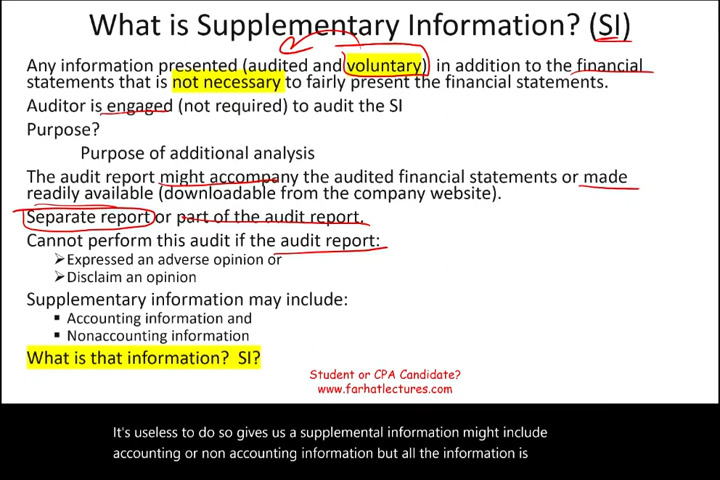 What is Supplementary Information? (SI)
Any information presented (audited and voluntary) in addition to the financial
statements that is not necessary to fairly present the financial statements.
Auditor is engaged (not required) to audit the SI
Purpose?
Purpose of additional analysis
The audit report might accompany the audited financial statements or made
readily available (downloadable from the company website).
Separate report or part of the audit report.
Cannot perform this audit if the audit report:
➢Expressed an adverse opinion or
➢Disclaim an opinion
Supplementary information may include:
▪ Accounting information and
▪ Nonaccounting information
What is that information? SI?
Student or CPA Candidate?
www.farhatlectures.com
It's useless to do so gives us a supplemental information might include
accounting or non accounting information but all the information is